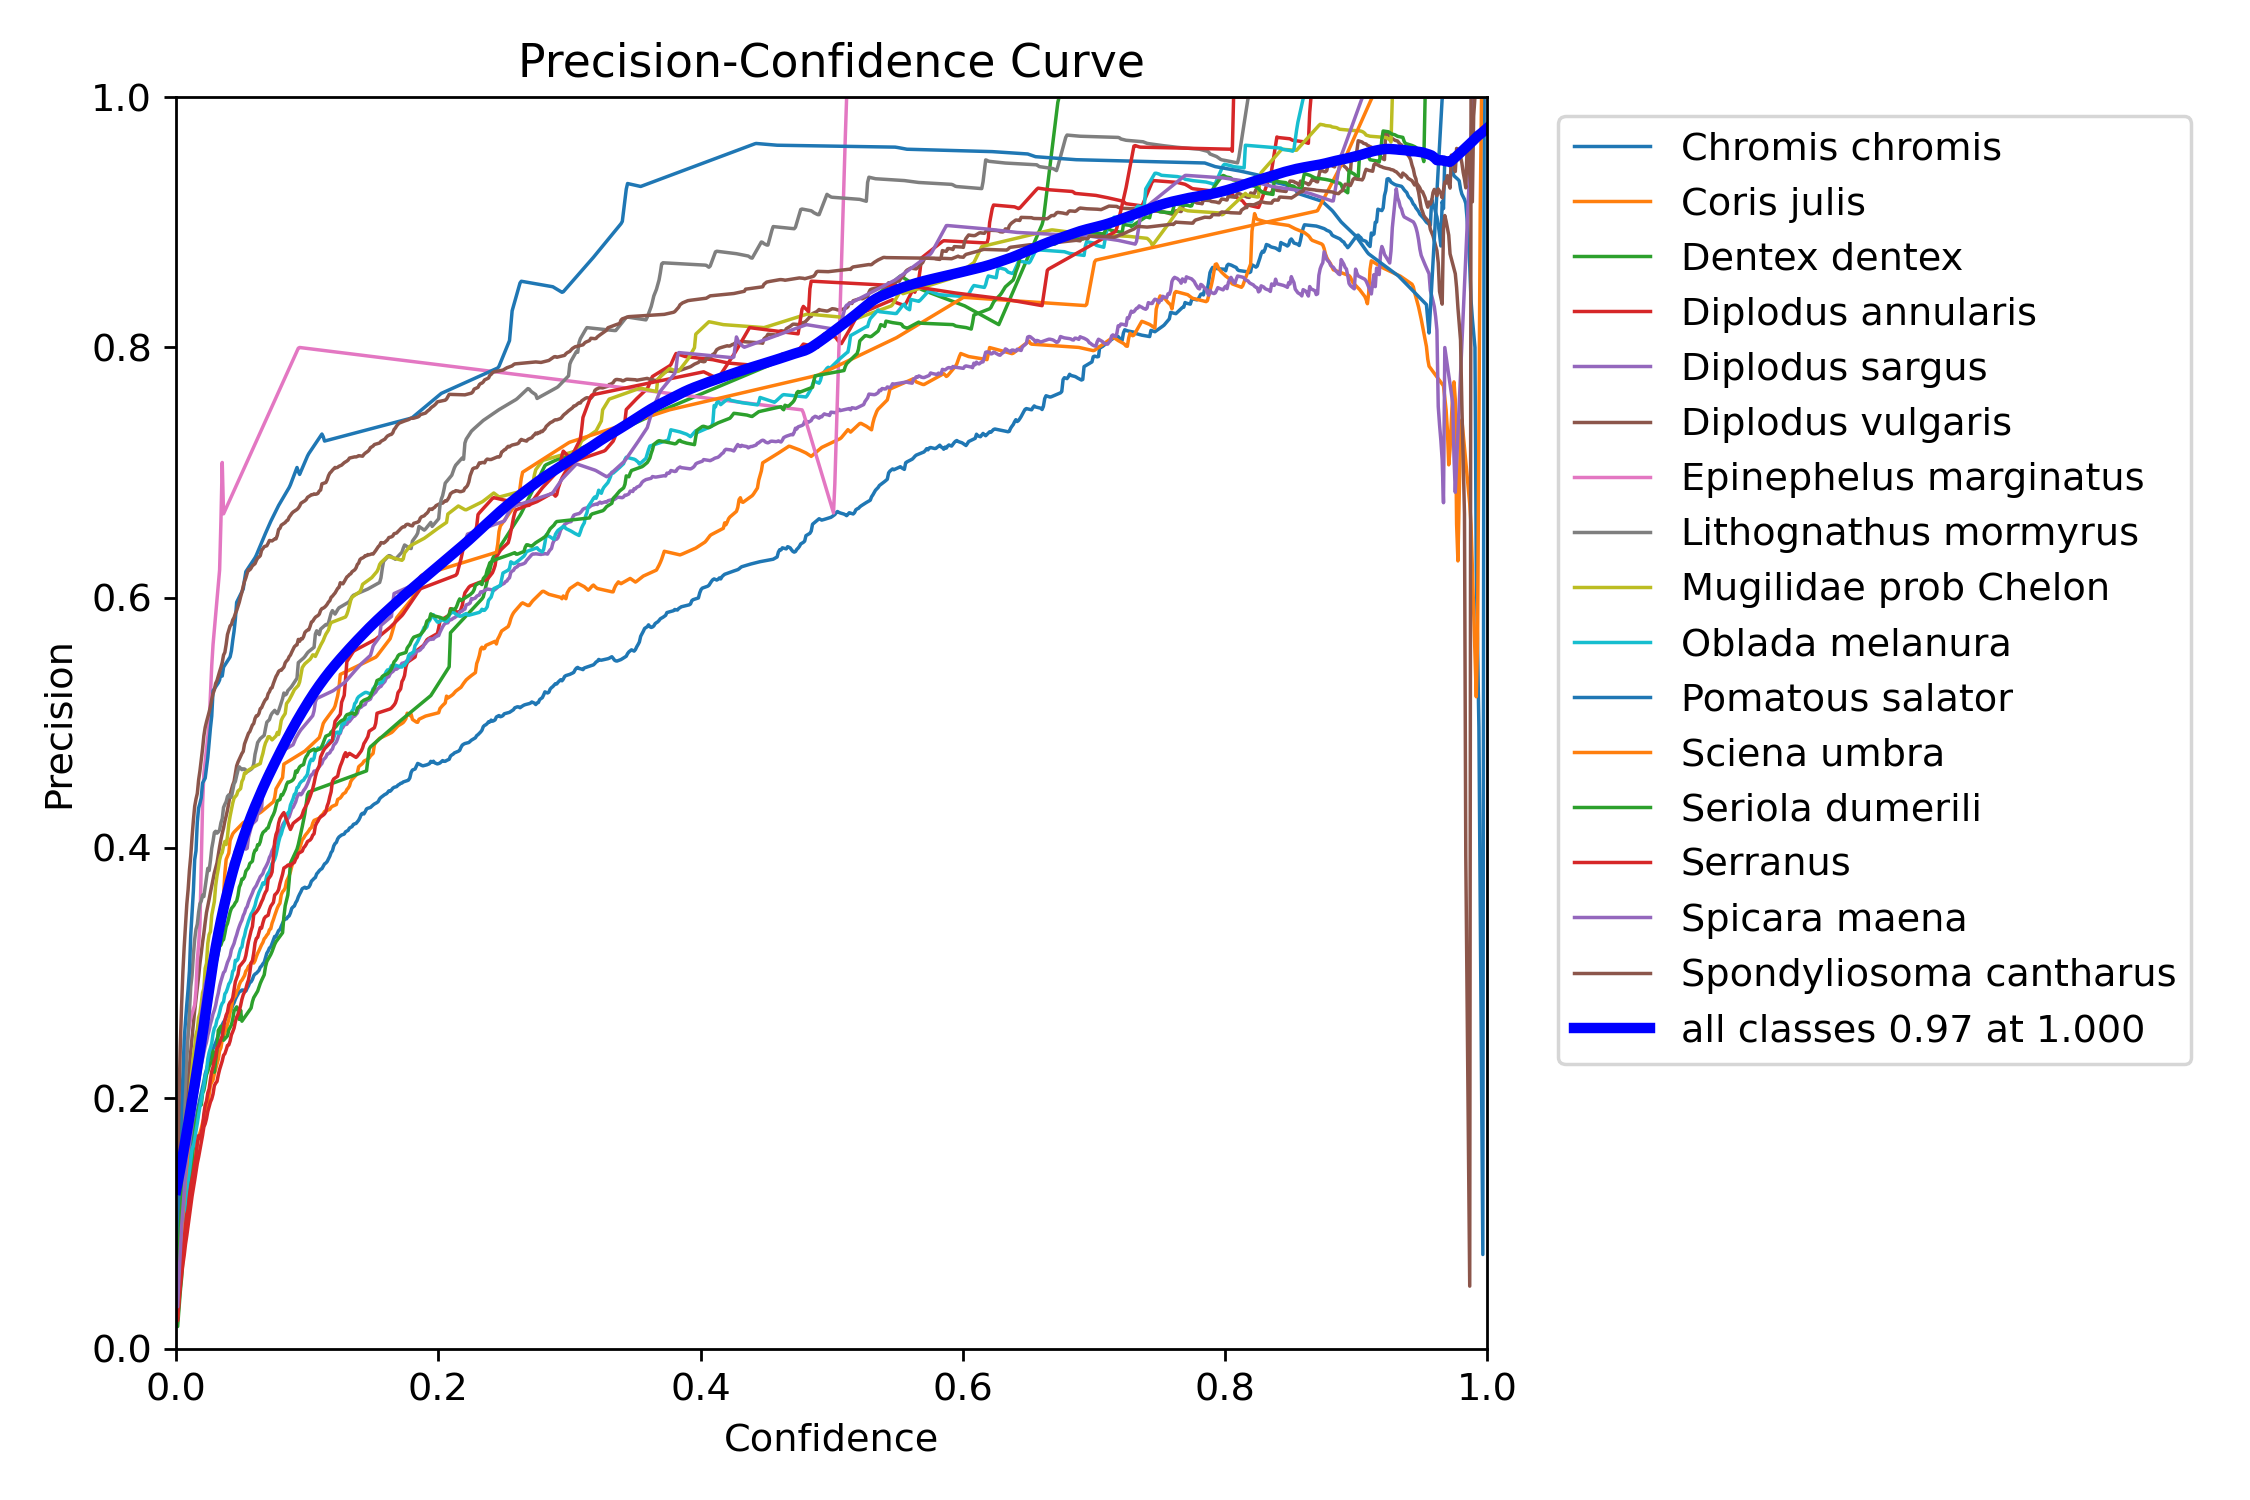 Precision-Confidence Curve
1.0
0.8
0.6
0.4
0.2
0.0
Precision
0.0 0.2 0.4 0.6 0.8 1.0
Confidence
Chromis chromis
Coris julis
Dentex dentex
Diplodus annularis
Diplodus sargus
Diplodus vulgaris
Epinephelus marginatus
Lithognathus mormyrus
Mugilidae prob Chelon
Oblada melanura
Pomatous salator
Sciena umbra
Seriola dumerili
Serranus
Spicara maena
Spondyliosoma cantharus
all classes 0.97 at 1.000